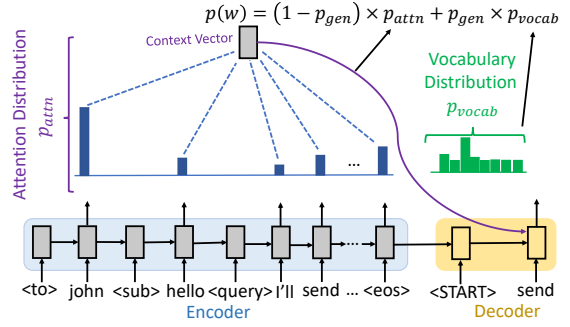 p(w) = (1 − p_gen) × p_attn + p_gen × p_vocab
Context Vector
Attention Distribution
p_attn
Vocabulary
Distribution
p_vocab
...
... ...
<to> john <sub> hello <query> I'll send ... <eos> <START> send
Encoder Decoder